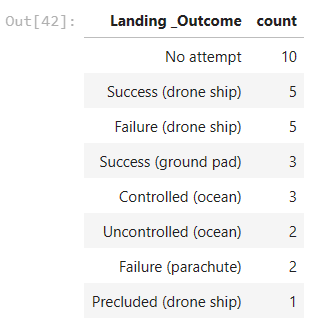 Out[42]: Landing _Outcome count
No attempt 10
Success (drone ship) 5
Failure (drone ship) 5
Success (ground pad) 3
Controlled (ocean) 3
Uncontrolled (ocean) 2
Failure (parachute) 2
Precluded (drone ship) 1